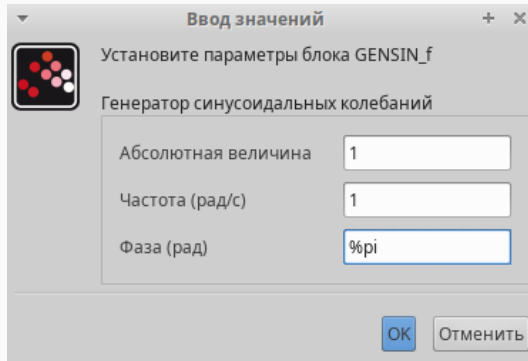 Ввод значений
Установите параметры блока GENSIN_f
Генератор синусоидальных колебаний
Абсолютная величина 1
Частота (рад/с) 1
Фаза (рад) %pi
OK Отменить